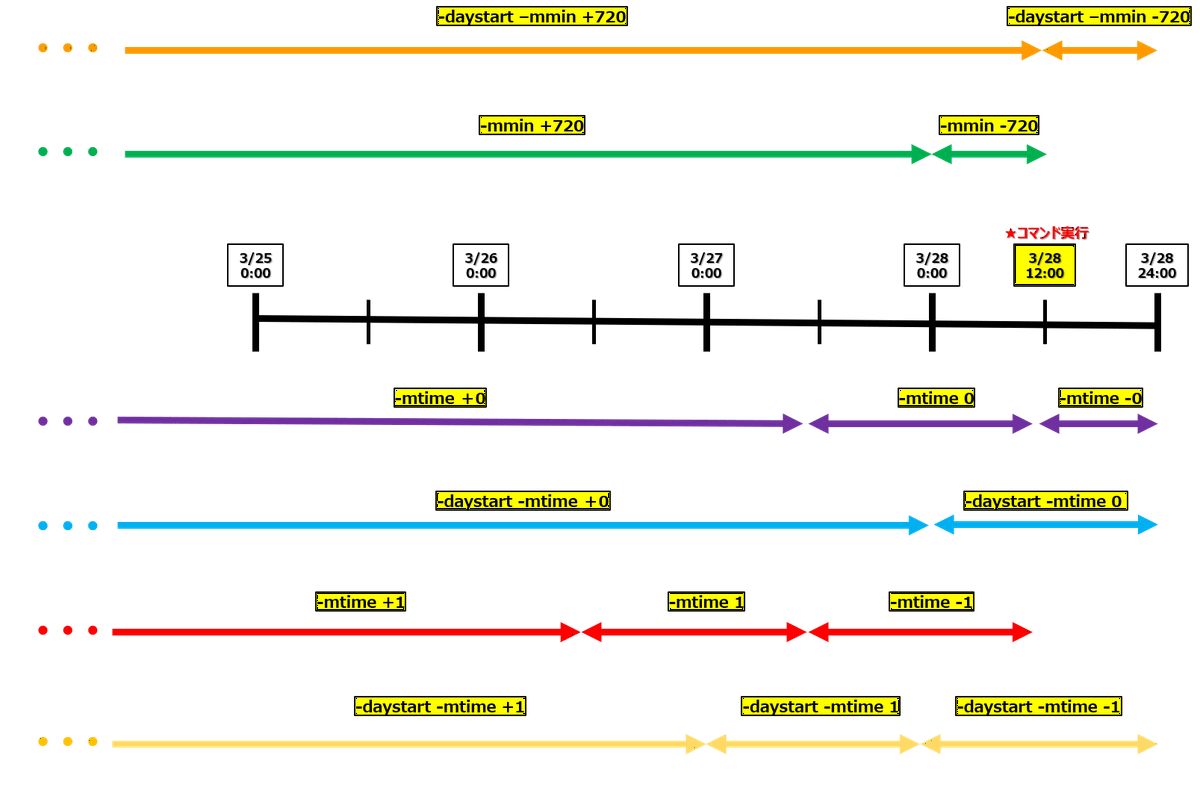 -daystart –mmin +720
-daystart –mmin -720
-mmin +720
-mmin -720
★コマンド実行
3/25
0:00
3/26
0:00
3/27
0:00
3/28
0:00
3/28
12:00
3/28
24:00
-mtime +0
-mtime 0
-mtime -0
-daystart -mtime +0
-daystart -mtime 0
-mtime +1
-mtime 1
-mtime -1
-daystart -mtime +1
-daystart -mtime 1
-daystart -mtime -1